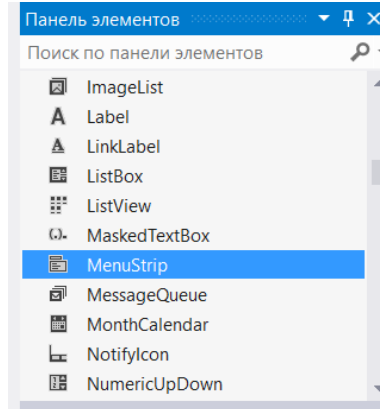 Панель элементов
Поиск по панели элементов
ImageList
Label
LinkLabel
ListBox
ListView
MaskedTextBox
MenuStrip
MessageQueue
MonthCalendar
NotifyIcon
NumericUpDown